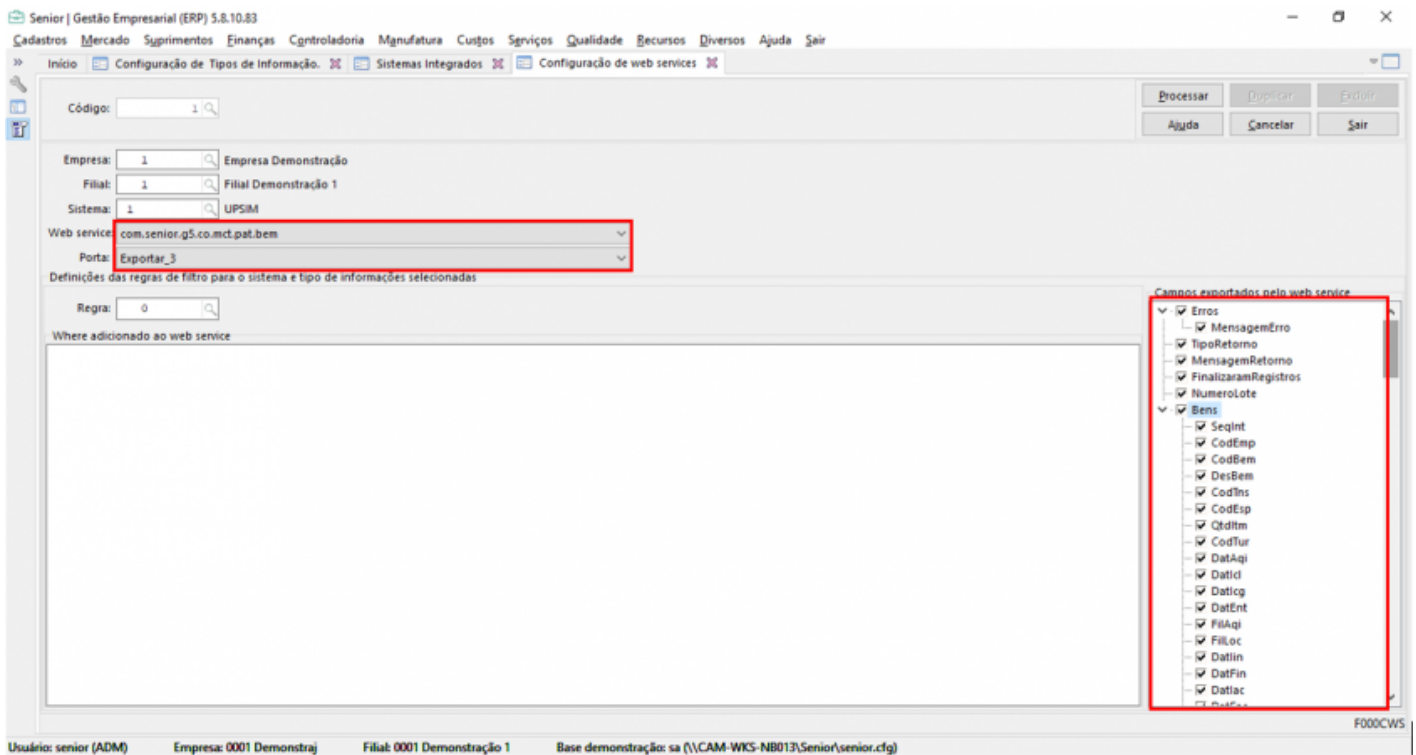 Senior | Gestão Empresarial (ERP) 5.8.10.83
Cadastros Mercado Suprimentos Finanças Controladoria Manufatura Custos Serviços Qualidade Recursos Diversos Ajuda Sair
Início Configuração de Tipos de Informação. Sistemas Integrados Configuração de web services
Código: 1
Processar Duplicar Excluir
Ajuda Cancelar Sair
Empresa: 1 Empresa Demonstração
Filial: 1 Filial Demonstração 1
Sistema: 1 UPSIM
Web service: com.senior.g5.co.mct.pat.bem
Porta: Exportar_3
Definições das regras de filtro para o sistema e tipo de informações selecionadas
Regra: 0
Where adicionado ao web service
Campos exportados pelo web service
Erros
MensagemErro
TipoRetorno
MensagemRetorno
FinalizaramRegistros
NumeroLote
Bens
SeqInt
CodEmp
CodBem
DesBem
CodTns
CodEsp
QtdItm
CodTur
DatAqi
DatIcl
DatIcg
DatEnt
FilAqi
FilLoc
DatIin
DatFin
DatIac
F000CWS
Usuário: senior (ADM) Empresa: 0001 Demonstraj Filial: 0001 Demonstração 1 Base demonstração: sa (\\CAM-WKS-NB013\Senior\senior.cfg)